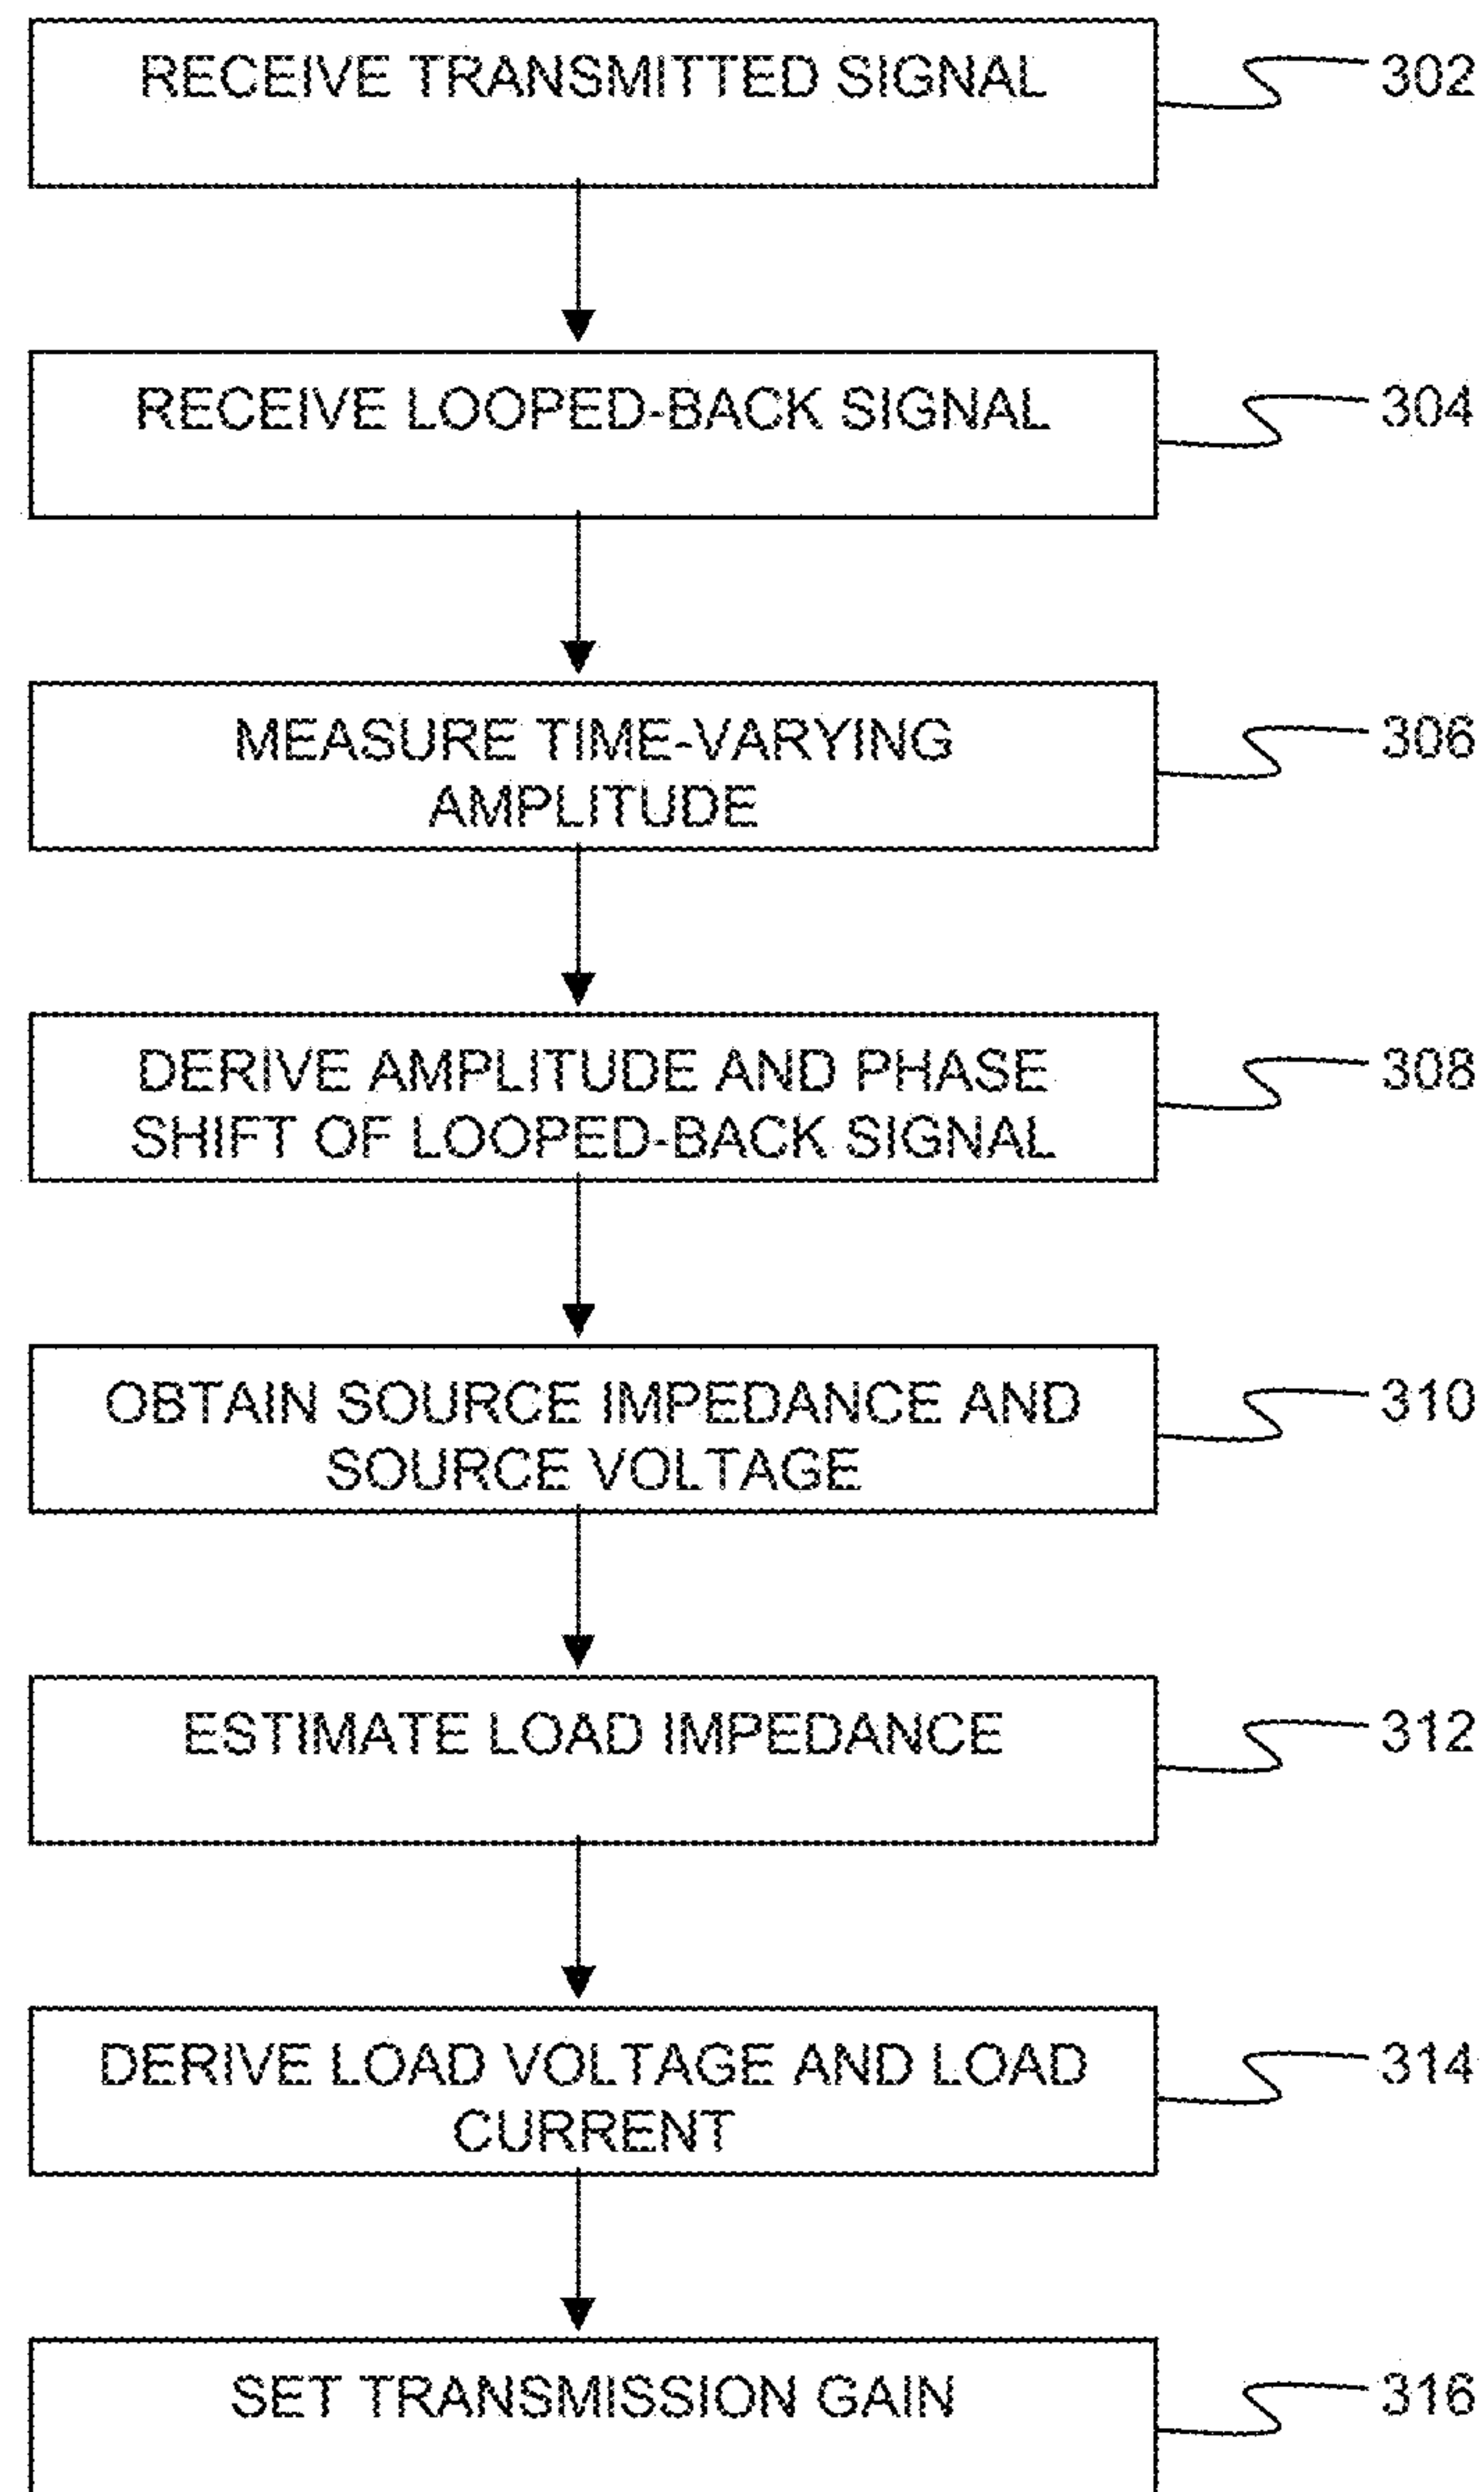 RECEIVE TRANSMITTED SIGNAL
302
RECEIVE LOOPED-BACK SIGNAL
304
MEASURE TIME-VARYING
AMPLITUDE
306
DERIVE AMPLITUDE AND PHASE
SHIFT OF LOOPED-BACK SIGNAL
308
OBTAIN SOURCE IMPEDANCE AND
SOURCE VOLTAGE
310
ESTIMATE LOAD IMPEDANCE
312
DERIVE LOAD VOLTAGE AND LOAD
CURRENT
314
SET TRANSMISSION GAIN
316